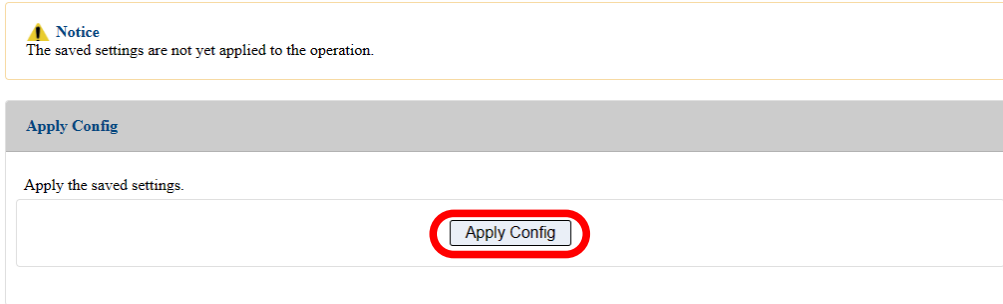 Notice
The saved settings are not yet applied to the operation.
Apply Config
Apply the saved settings.
Apply Config